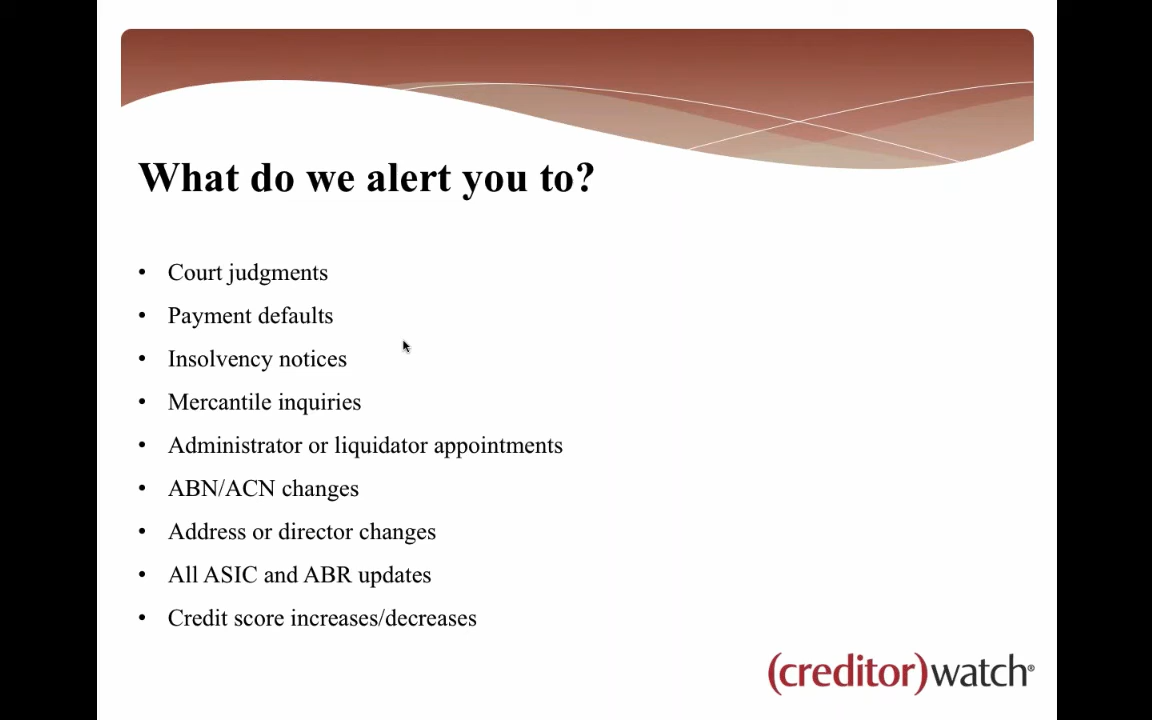 What do we alert you to?
• Court judgments
• Payment defaults
• Insolvency notices
• Mercantile inquiries
• Administrator or liquidator appointments
• ABN/ACN changes
• Address or director changes
• All ASIC and ABR updates
• Credit score increases/decreases
(creditor)watch®